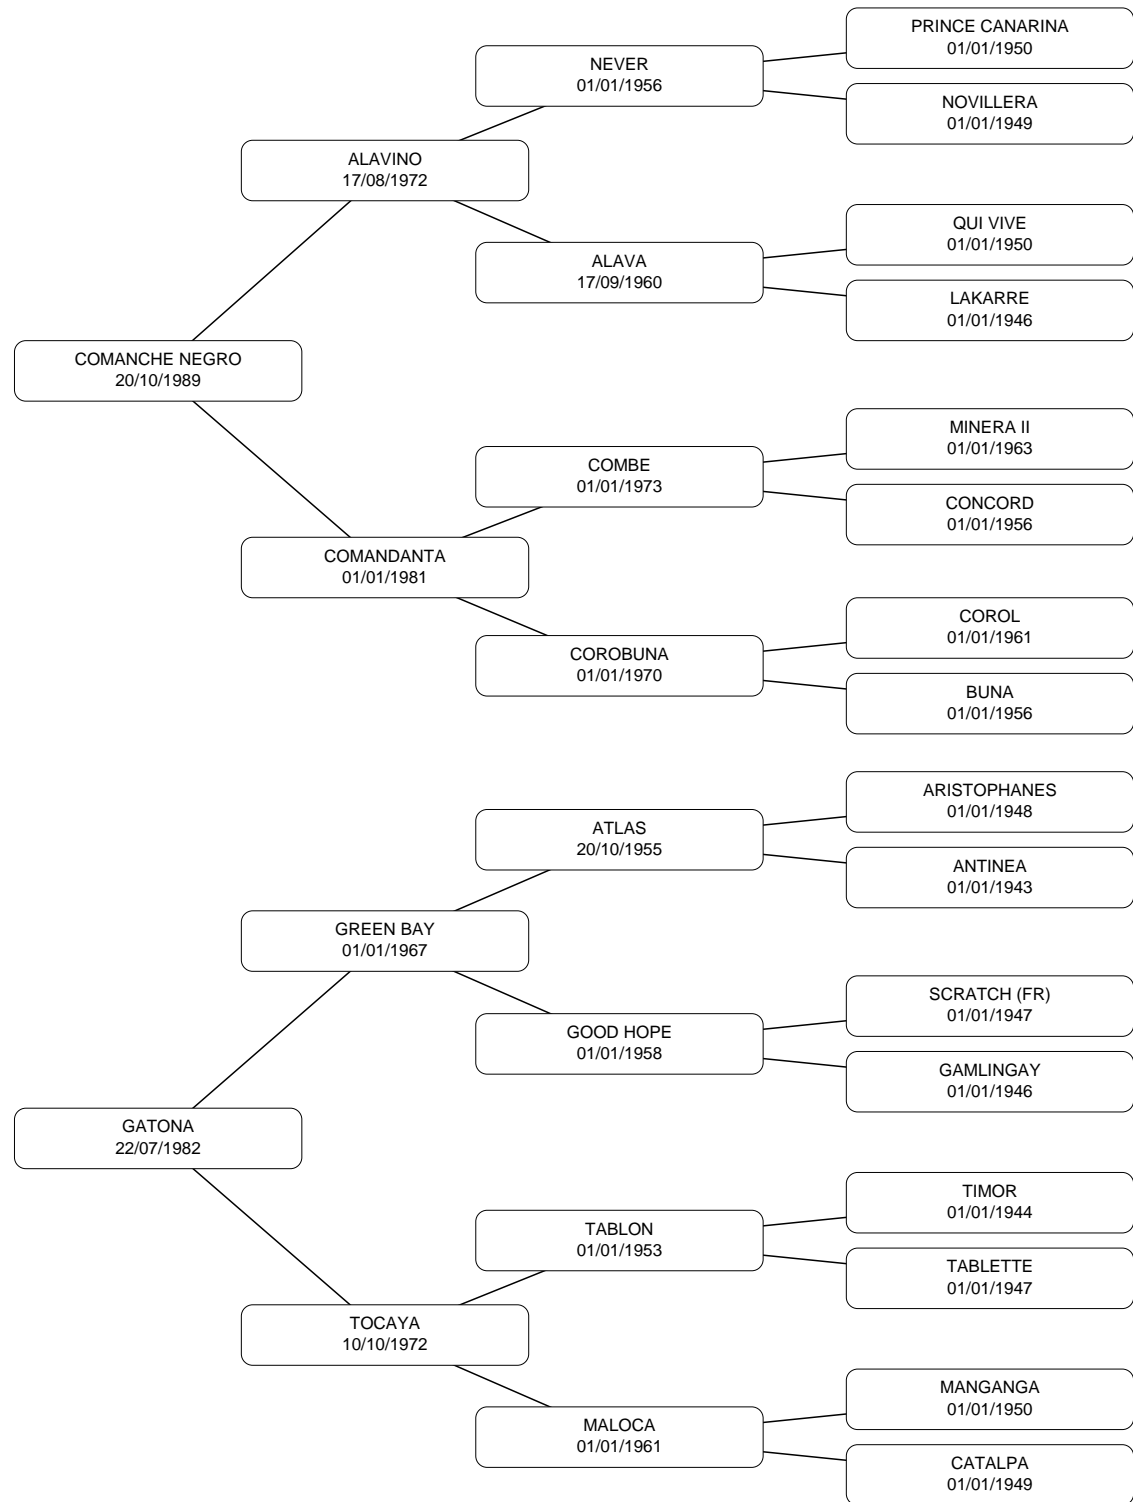 PRINCE CANARINA
01/01/1950
NEVER
01/01/1956
NOVILLERA
01/01/1949
ALAVINO
17/08/1972
QUI VIVE
01/01/1950
ALAVA
17/09/1960
LAKARRE
01/01/1946
COMANCHE NEGRO
20/10/1989
MINERA II
01/01/1963
COMBE
01/01/1973
CONCORD
01/01/1956
COMANDANTA
01/01/1981
COROL
01/01/1961
COROBUNA
01/01/1970
BUNA
01/01/1956
ARISTOPHANES
01/01/1948
ATLAS
20/10/1955
ANTINEA
01/01/1943
GREEN BAY
01/01/1967
SCRATCH (FR)
01/01/1947
GOOD HOPE
01/01/1958
GAMLINGAY
01/01/1946
GATONA
22/07/1982
TIMOR
01/01/1944
TABLON
01/01/1953
TABLETTE
01/01/1947
TOCAYA
10/10/1972
MANGANGA
01/01/1950
MALOCA
01/01/1961
CATALPA
01/01/1949